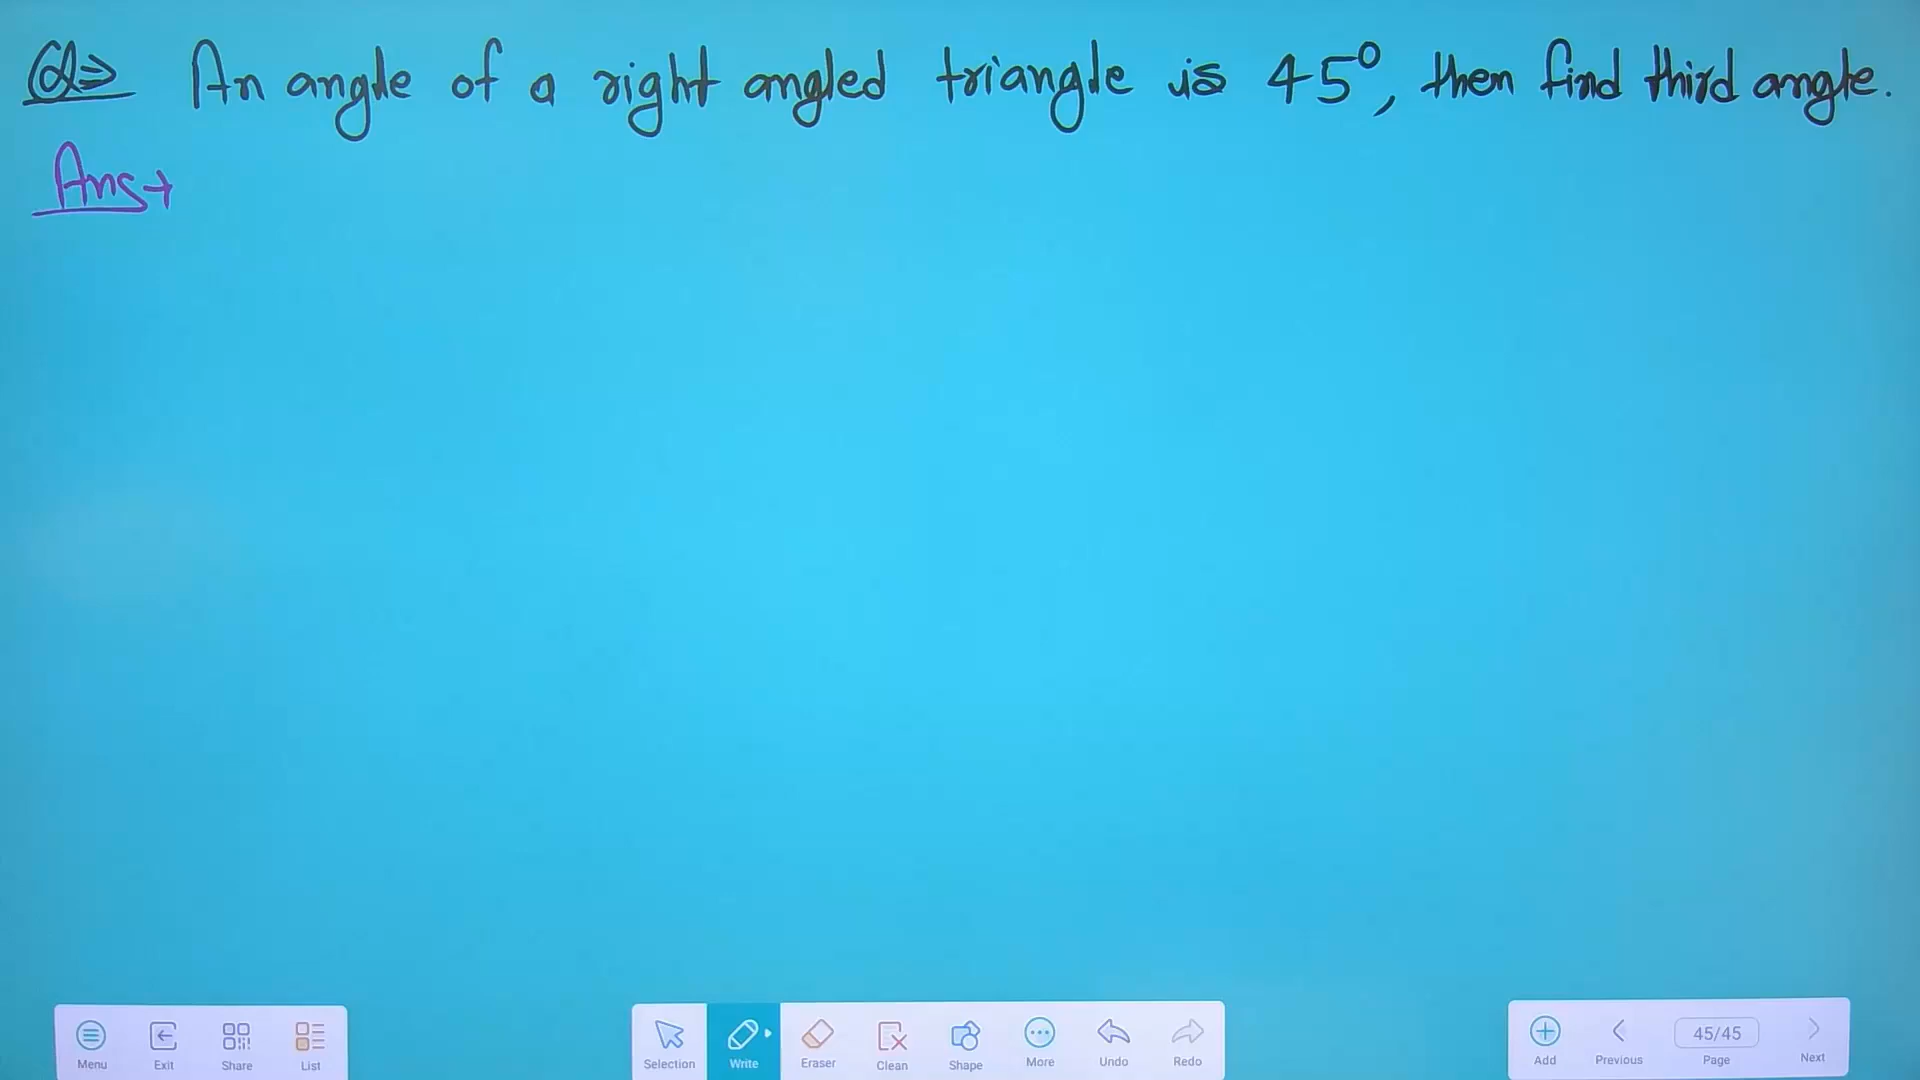 Q⇒ An angle of a right angled triangle is 45°, then find third angle.
Ans→
Menu Exit Share List Selection Write Eraser Clean Shape More Undo Redo Add Previous 45/45 Page Next